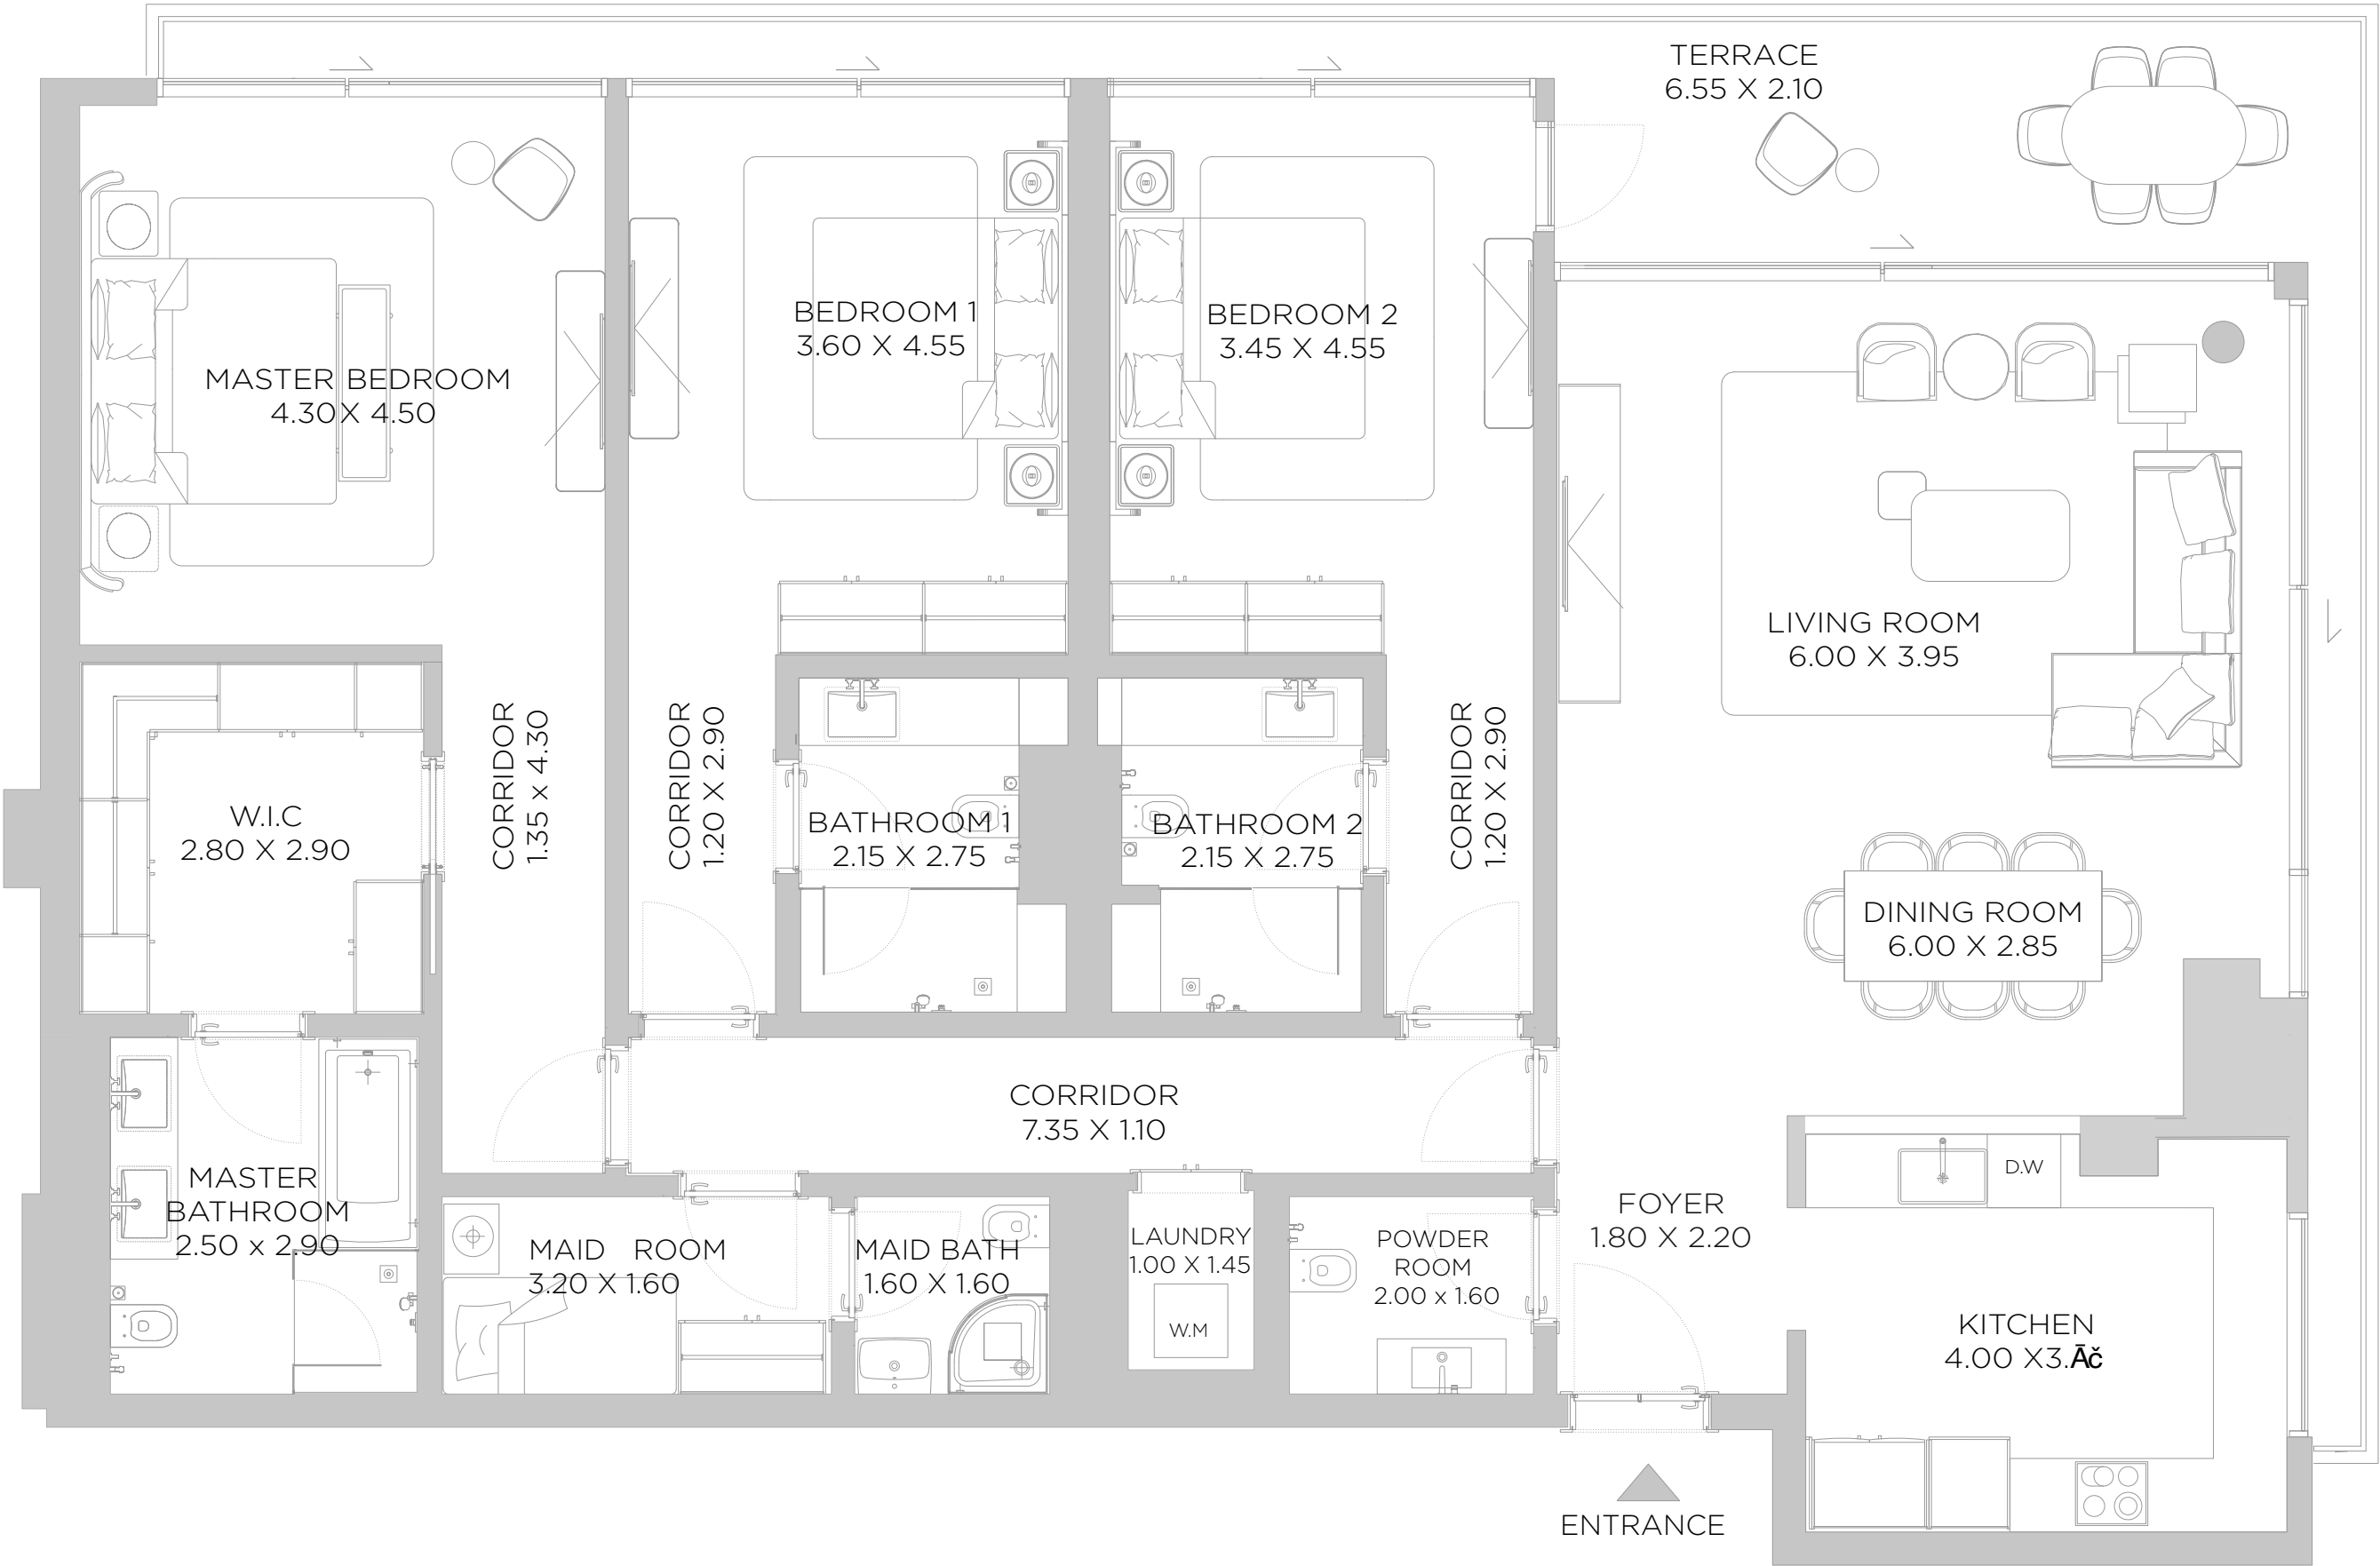 TERRACE
6.55 X 2.10
BEDROOM 1
3.60 X 4.55
BEDROOM 2
3.45 X 4.55
MASTER BEDROOM
4.30 X 4.50
LIVING ROOM
6.00 X 3.95
CORRIDOR
1.35 x 4.30
CORRIDOR
1.20 X 2.90
CORRIDOR
1.20 X 2.90
W.I.C
2.80 X 2.90
BATHROOM 1
2.15 X 2.75
BATHROOM 2
2.15 X 2.75
DINING ROOM
6.00 X 2.85
CORRIDOR
7.35 X 1.10
D.W
MASTER
BATHROOM
2.50 x 2.90
FOYER
1.80 X 2.20
MAID ROOM
3.20 X 1.60
MAID BATH
1.60 X 1.60
LAUNDRY
1.00 X 1.45
W.M
POWDER
ROOM
2.00 x 1.60
KITCHEN
4.00 X3.Āč
ENTRANCE